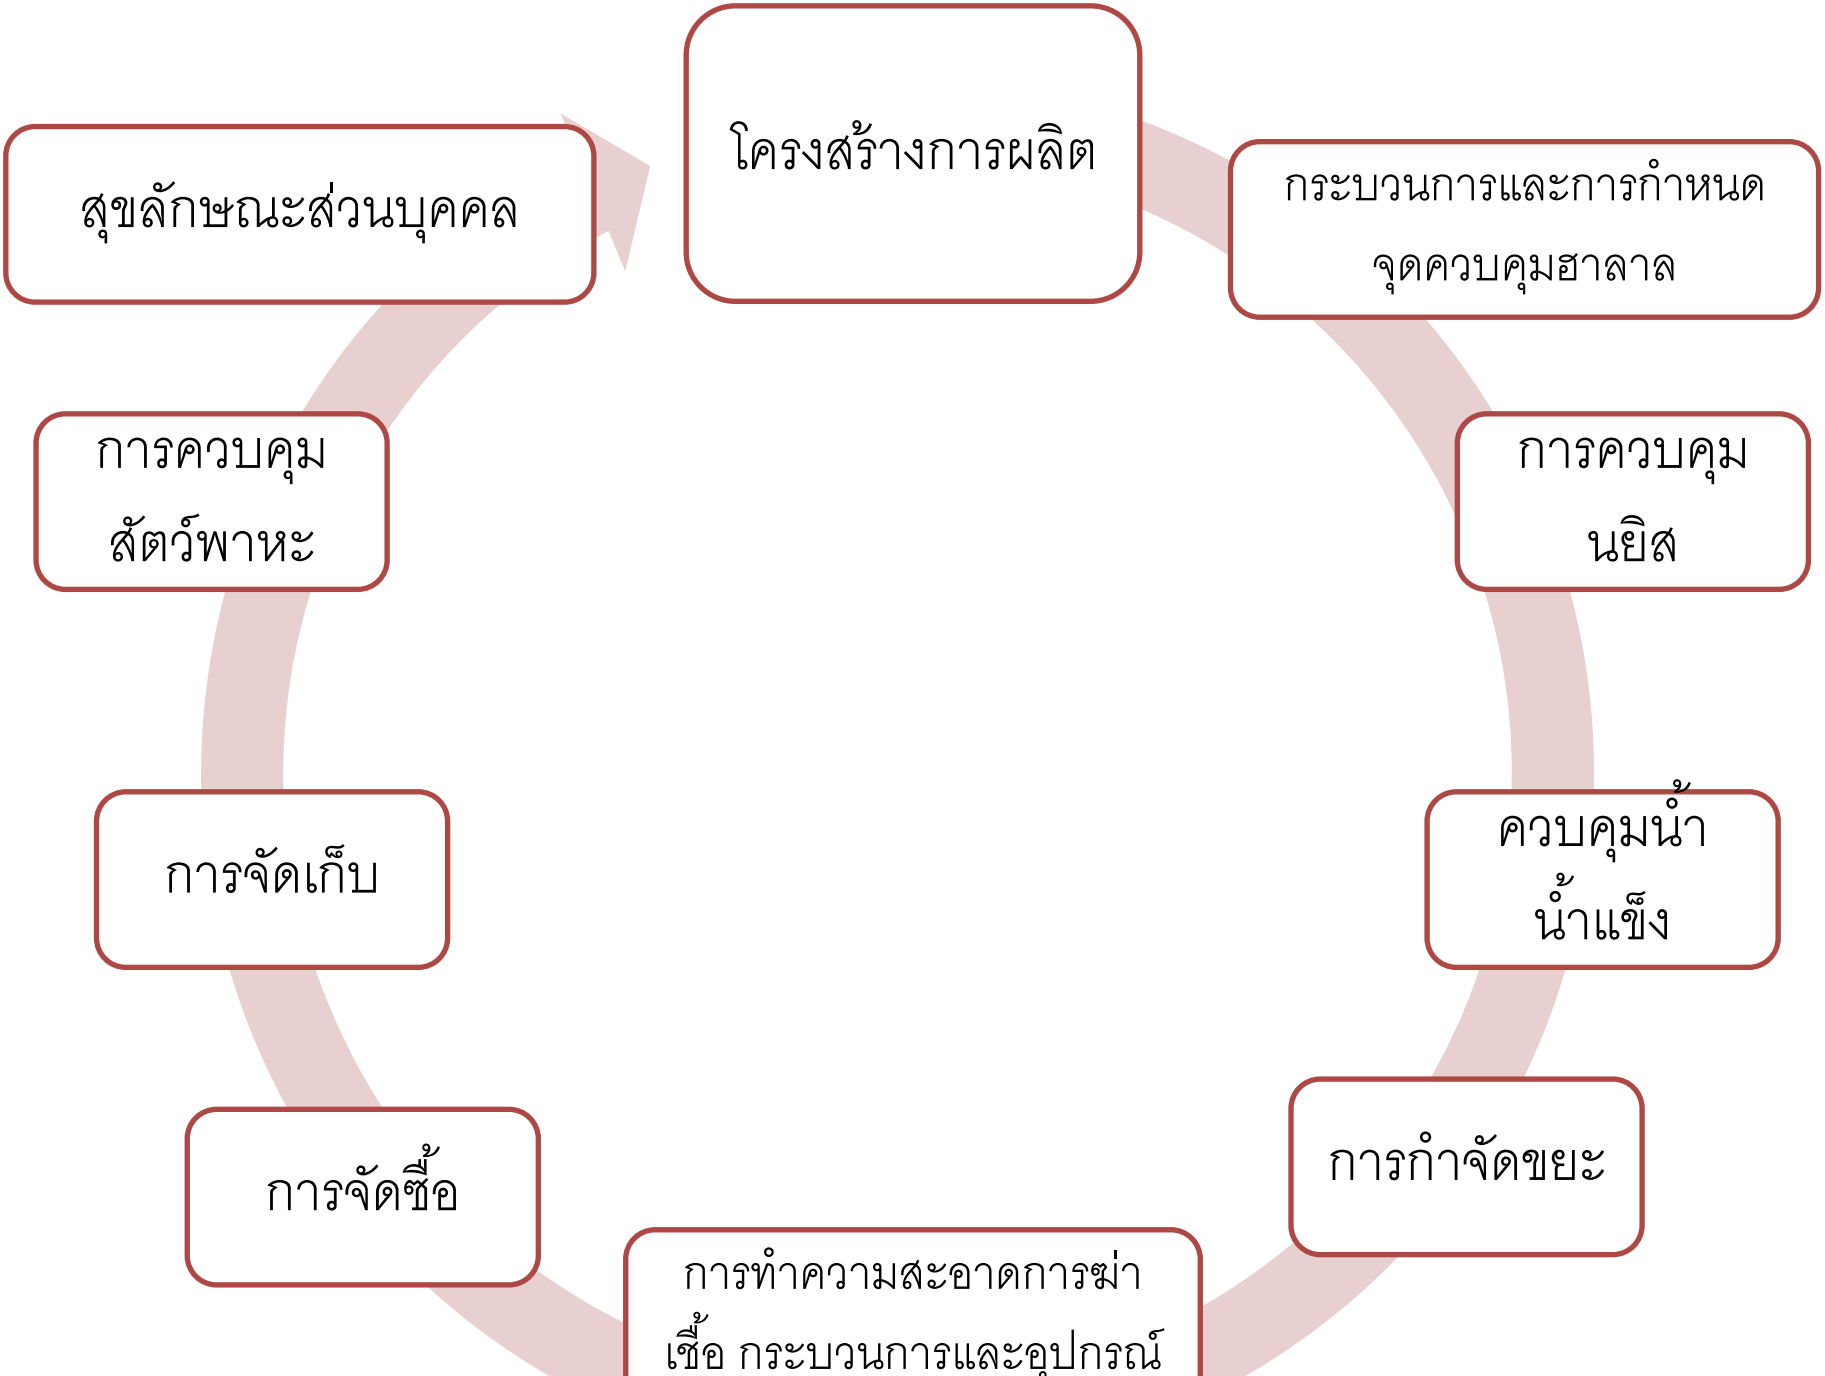 โครงสร้างการผลิต
กระบวนการและการกำหนด
จุดควบคุมฮาลาล
การควบคุม
นยิส
ควบคุมน้ำ
น้ำแข็ง
การกำจัดขยะ
การทำความสะอาดการฆ่า
เชื้อ กระบวนการและอุปกรณ์
การจัดซื้อ
การจัดเก็บ
การควบคุม
สัตว์พาหะ
สุขลักษณะส่วนบุคคล